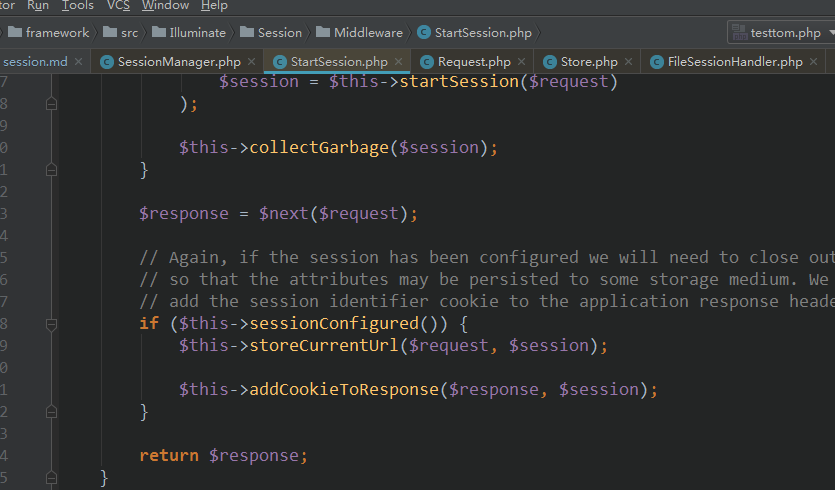 tor Run Tools VCS Window Help
framework src Illuminate Session Middleware StartSession.php testtom.php
session.md SessionManager.php StartSession.php Request.php Store.php FileSessionHandler.php
7 $session = $this->startSession($request)
8 );
9
0 $this->collectGarbage($session);
1 }
2
3 $response = $next($request);
4
5 // Again, if the session has been configured we will need to close out
6 // so that the attributes may be persisted to some storage medium. We
7 // add the session identifier cookie to the application response heade
8 if ($this->sessionConfigured()) {
9 $this->storeCurrentUrl($request, $session);
0
1 $this->addCookieToResponse($response, $session);
2 }
3
4 return $response;
5 }